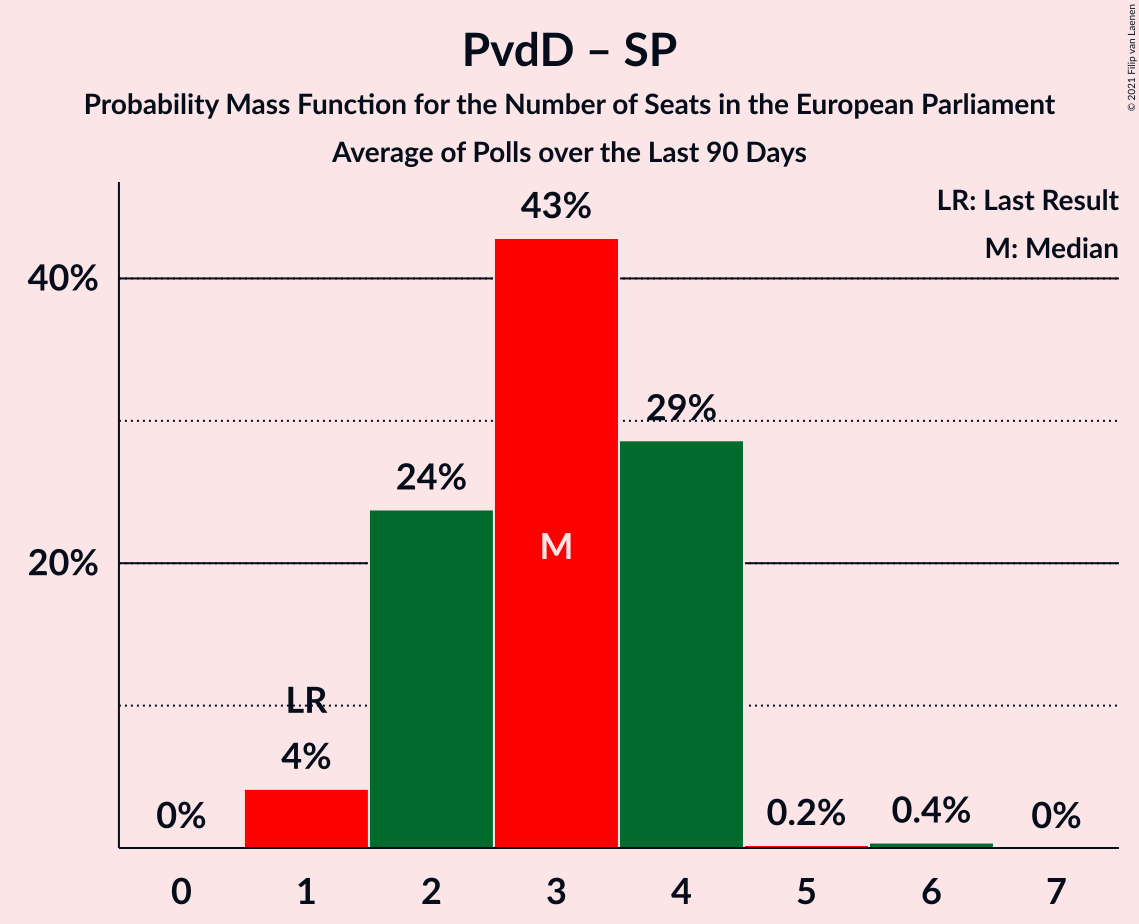 PvdD – SP
Probability Mass Function for the Number of Seats in the European Parliament
Average of Polls over the Last 90 Days
© 2021 Filip van Laenen
LR: Last Result
M: Median
43%
40%
29%
24%
M
20%
LR
4%
0%
0.2%
0.4%
0%
0 1 2 3 4 5 6 7